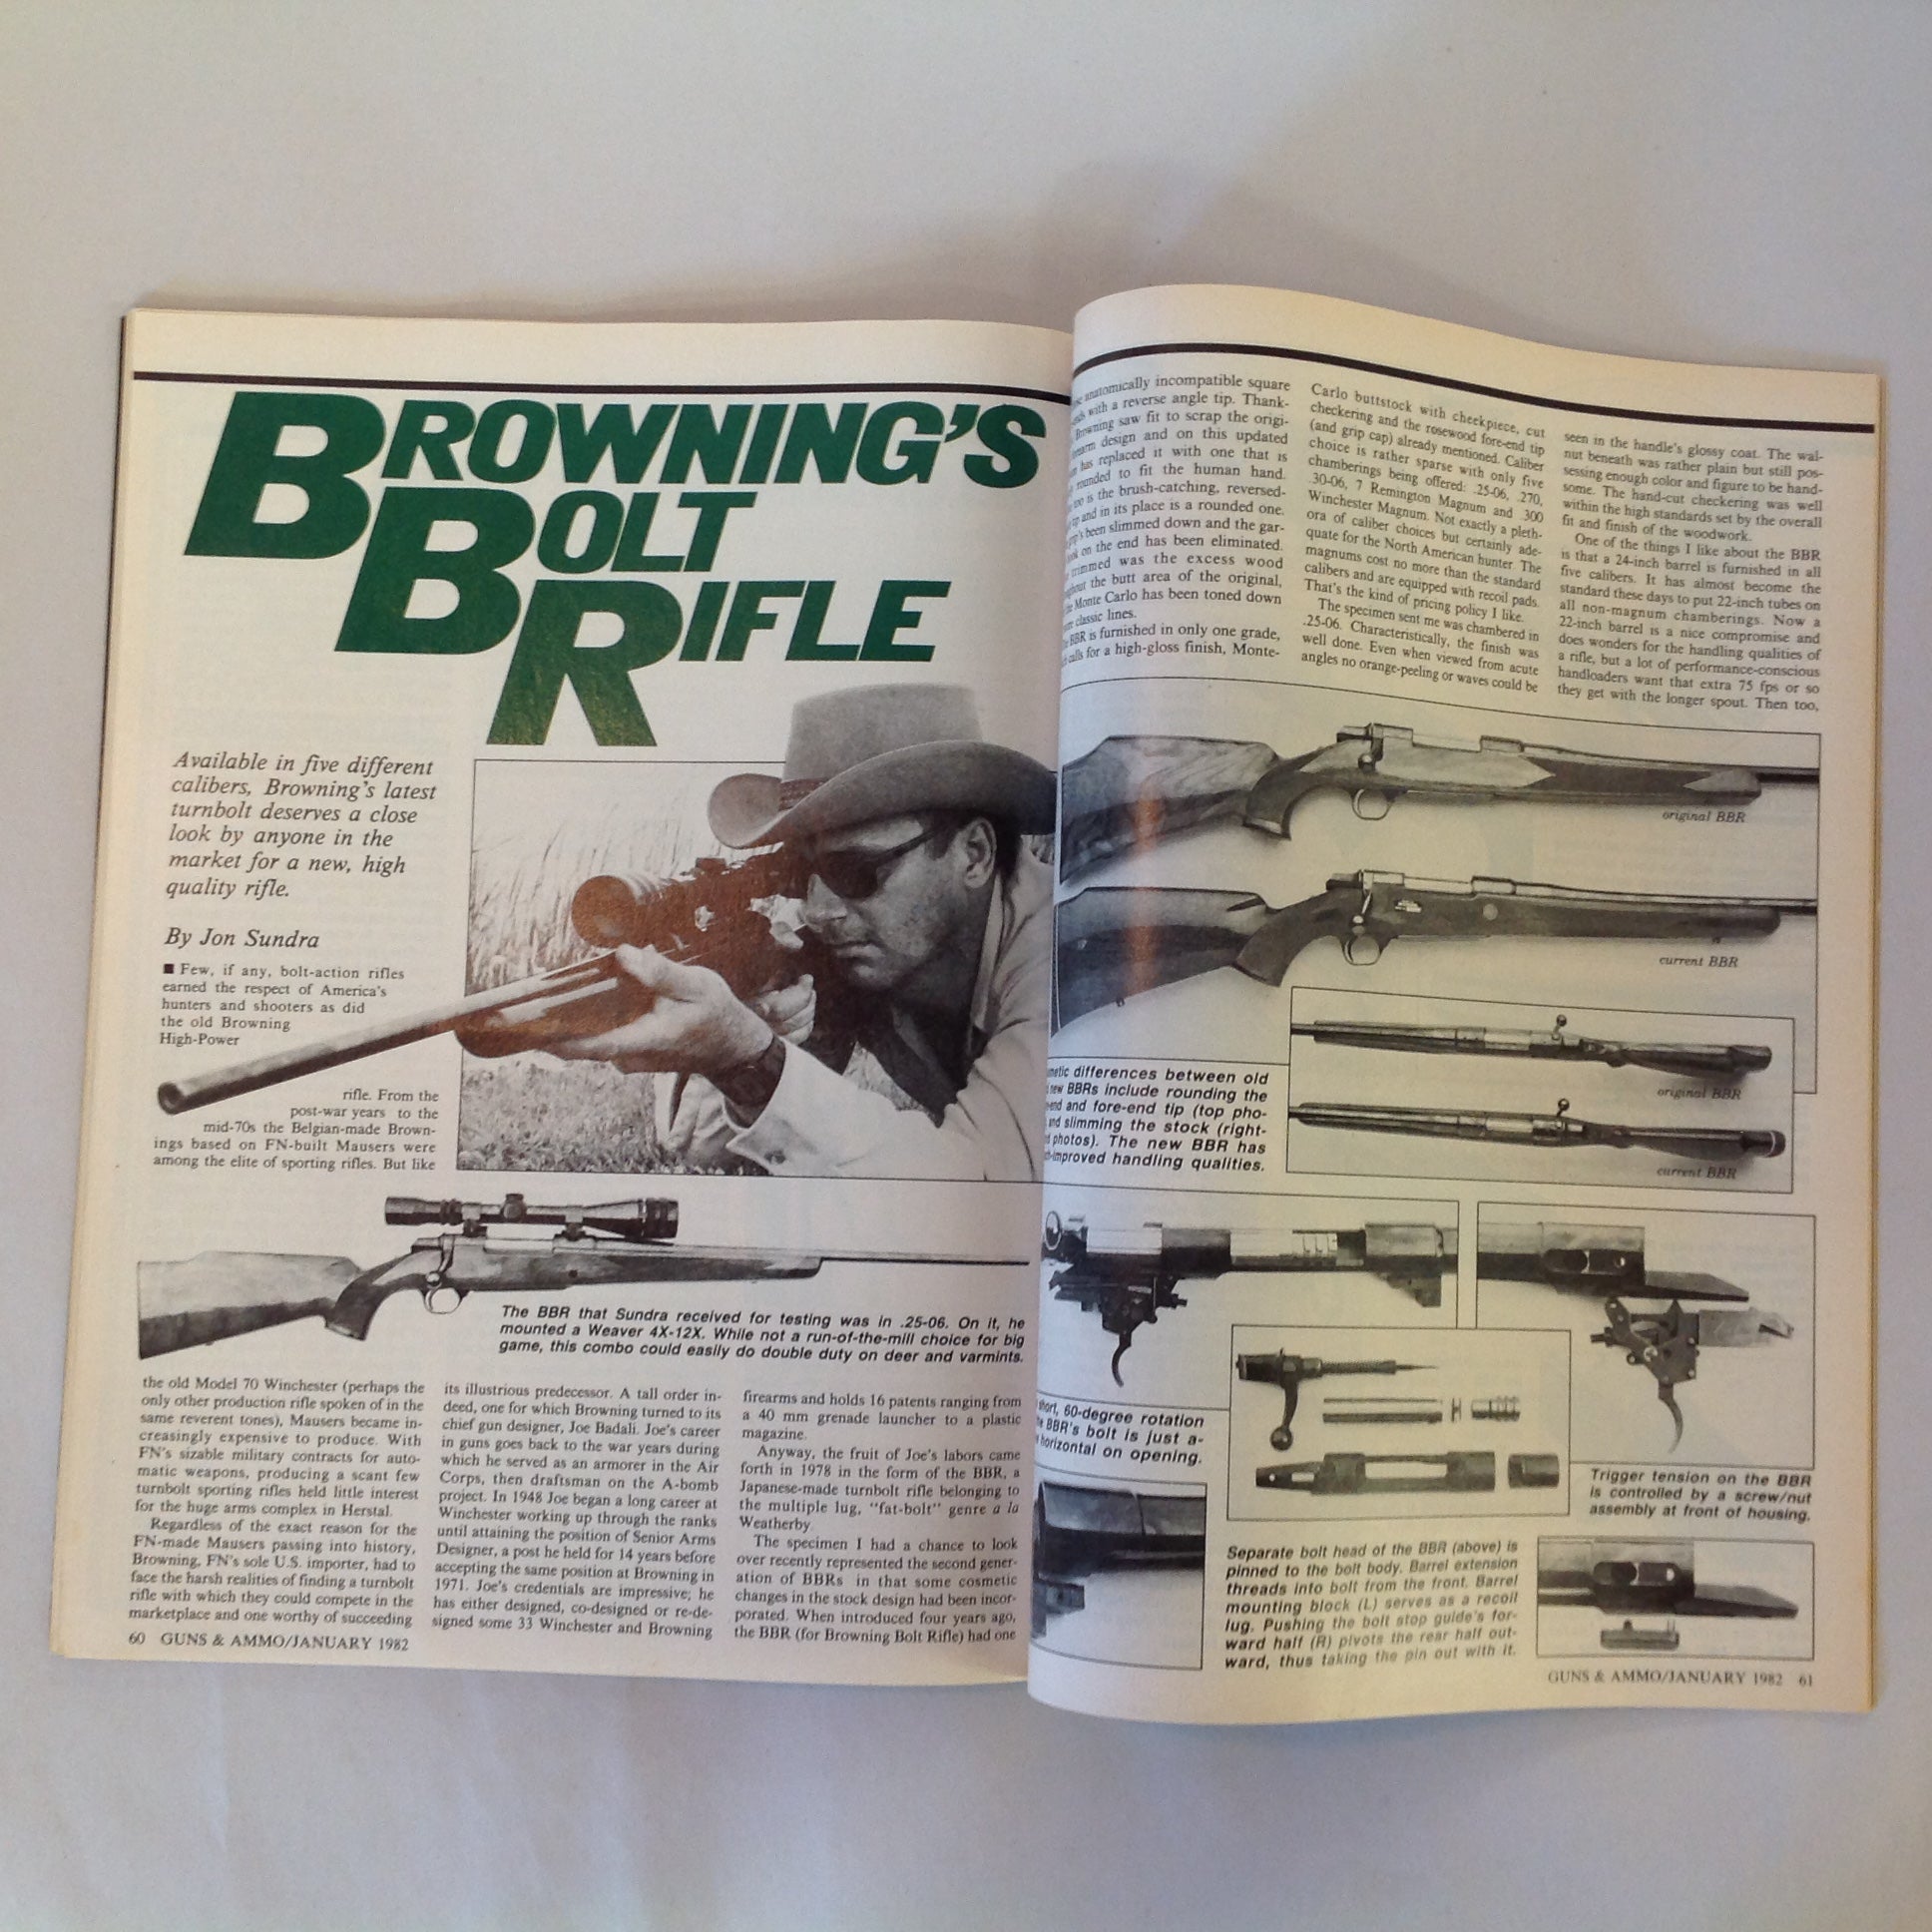 BROWNING'S
BOLT
RIFLE
Available in five different
calibers, Browning's latest
turnbolt deserves a close
look by anyone in the
market for a new, high
quality rifle.
By Jon Sundra
■ Few, if any, bolt-action rifles
earned the respect of America's
hunters and shooters as did
the old Browning
High-Power
rifle. From the
post-war years to the
mid-70s the Belgian-made Brown-
ings based on FN-built Mausers were
among the elite of sporting rifles. But like
The BBR that Sundra received for testing was in .25-06. On it, he
mounted a Weaver 4X-12X. While not a run-of-the-mill choice for big
game, this combo could easily do double duty on deer and varmints.
the old Model 70 Winchester (perhaps the
only other production rifle spoken of in the
same reverent tones), Mausers became in-
creasingly expensive to produce. With
FN's sizable military contracts for auto-
matic weapons, producing a scant few
turnbolt sporting rifles held little interest
for the huge arms complex in Herstal.
Regardless of the exact reason for the
FN-made Mausers passing into history,
Browning, FN's sole U.S. importer, had to
face the harsh realities of finding a turnbolt
rifle with which they could compete in the
marketplace and one worthy of succeeding
its illustrious predecessor. A tall order in-
deed, one for which Browning turned to its
chief gun designer, Joe Badali. Joe's career
in guns goes back to the war years during
which he served as an armorer in the Air
Corps, then draftsman on the A-bomb
project. In 1948 Joe began a long career at
Winchester working up through the ranks
until attaining the position of Senior Arms
Designer, a post he held for 14 years before
accepting the same position at Browning in
1971. Joe's credentials are impressive; he
has either designed, co-designed or re-de-
signed some 33 Winchester and Browning
firearms and holds 16 patents ranging from
a 40 mm grenade launcher to a plastic
magazine.
Anyway, the fruit of Joe's labors came
forth in 1978 in the form of the BBR, a
Japanese-made turnbolt rifle belonging to
the multiple lug, "fat-bolt" genre a la
Weatherby.
The specimen I had a chance to look
over recently represented the second gener-
ation of BBRs in that some cosmetic
changes in the stock design had been incor-
porated. When introduced four years ago,
the BBR (for Browning Bolt Rifle) had one
60 GUNS & AMMO/JANUARY 1982
anatomically incompatible square
with a reverse angle tip. Thank-
Browning saw fit to scrap the origi-
design and on this updated
has replaced it with one that is
rounded to fit the human hand.
is the brush-catching, reversed-
and in its place is a rounded one.
been slimmed down and the gar-
on the end has been eliminated.
trimmed was the excess wood
the butt area of the original,
Monte Carlo has been toned down
classic lines.
BBR is furnished in only one grade,
calls for a high-gloss finish, Monte-
Carlo buttstock with cheekpiece, cut
checkering and the rosewood fore-end tip
(and grip cap) already mentioned. Caliber
choice is rather sparse with only five
chamberings being offered: .25-06, .270,
.30-06, 7 Remington Magnum and .300
Winchester Magnum. Not exactly a pleth-
ora of caliber choices but certainly ade-
quate for the North American hunter. The
magnums cost no more than the standard
calibers and are equipped with recoil pads.
That's the kind of pricing policy I like.
The specimen sent me was chambered in
.25-06. Characteristically, the finish was
well done. Even when viewed from acute
angles no orange-peeling or waves could be
seen in the handle's glossy coat. The wal-
nut beneath was rather plain but still pos-
sessing enough color and figure to be hand-
some. The hand-cut checkering was well
within the high standards set by the overall
fit and finish of the woodwork.
One of the things I like about the BBR
is that a 24-inch barrel is furnished in all
five calibers. It has almost become the
standard these days to put 22-inch tubes on
all non-magnum chamberings. Now a
22-inch barrel is a nice compromise and
does wonders for the handling qualities of
a rifle, but a lot of performance-conscious
handloaders want that extra 75 fps or so
they get with the longer spout. Then too,
original BBR
current BBR
original BBR
current BBR
differences between old
new BBRs include rounding the
and fore-end tip (top pho-
and slimming the stock (right-
photos). The new BBR has
improved handling qualities.
short, 60-degree rotation
BBR's bolt is just a-
horizontal on opening.
Trigger tension on the BBR
is controlled by a screw/nut
assembly at front of housing.
Separate bolt head of the BBR (above) is
pinned to the bolt body. Barrel extension
threads into bolt from the front. Barrel
mounting block (L) serves as a recoil
lug. Pushing the bolt stop guide's for-
ward half (R) pivots the rear half out-
ward, thus taking the pin out with it.
GUNS & AMMO/JANUARY 1982 61